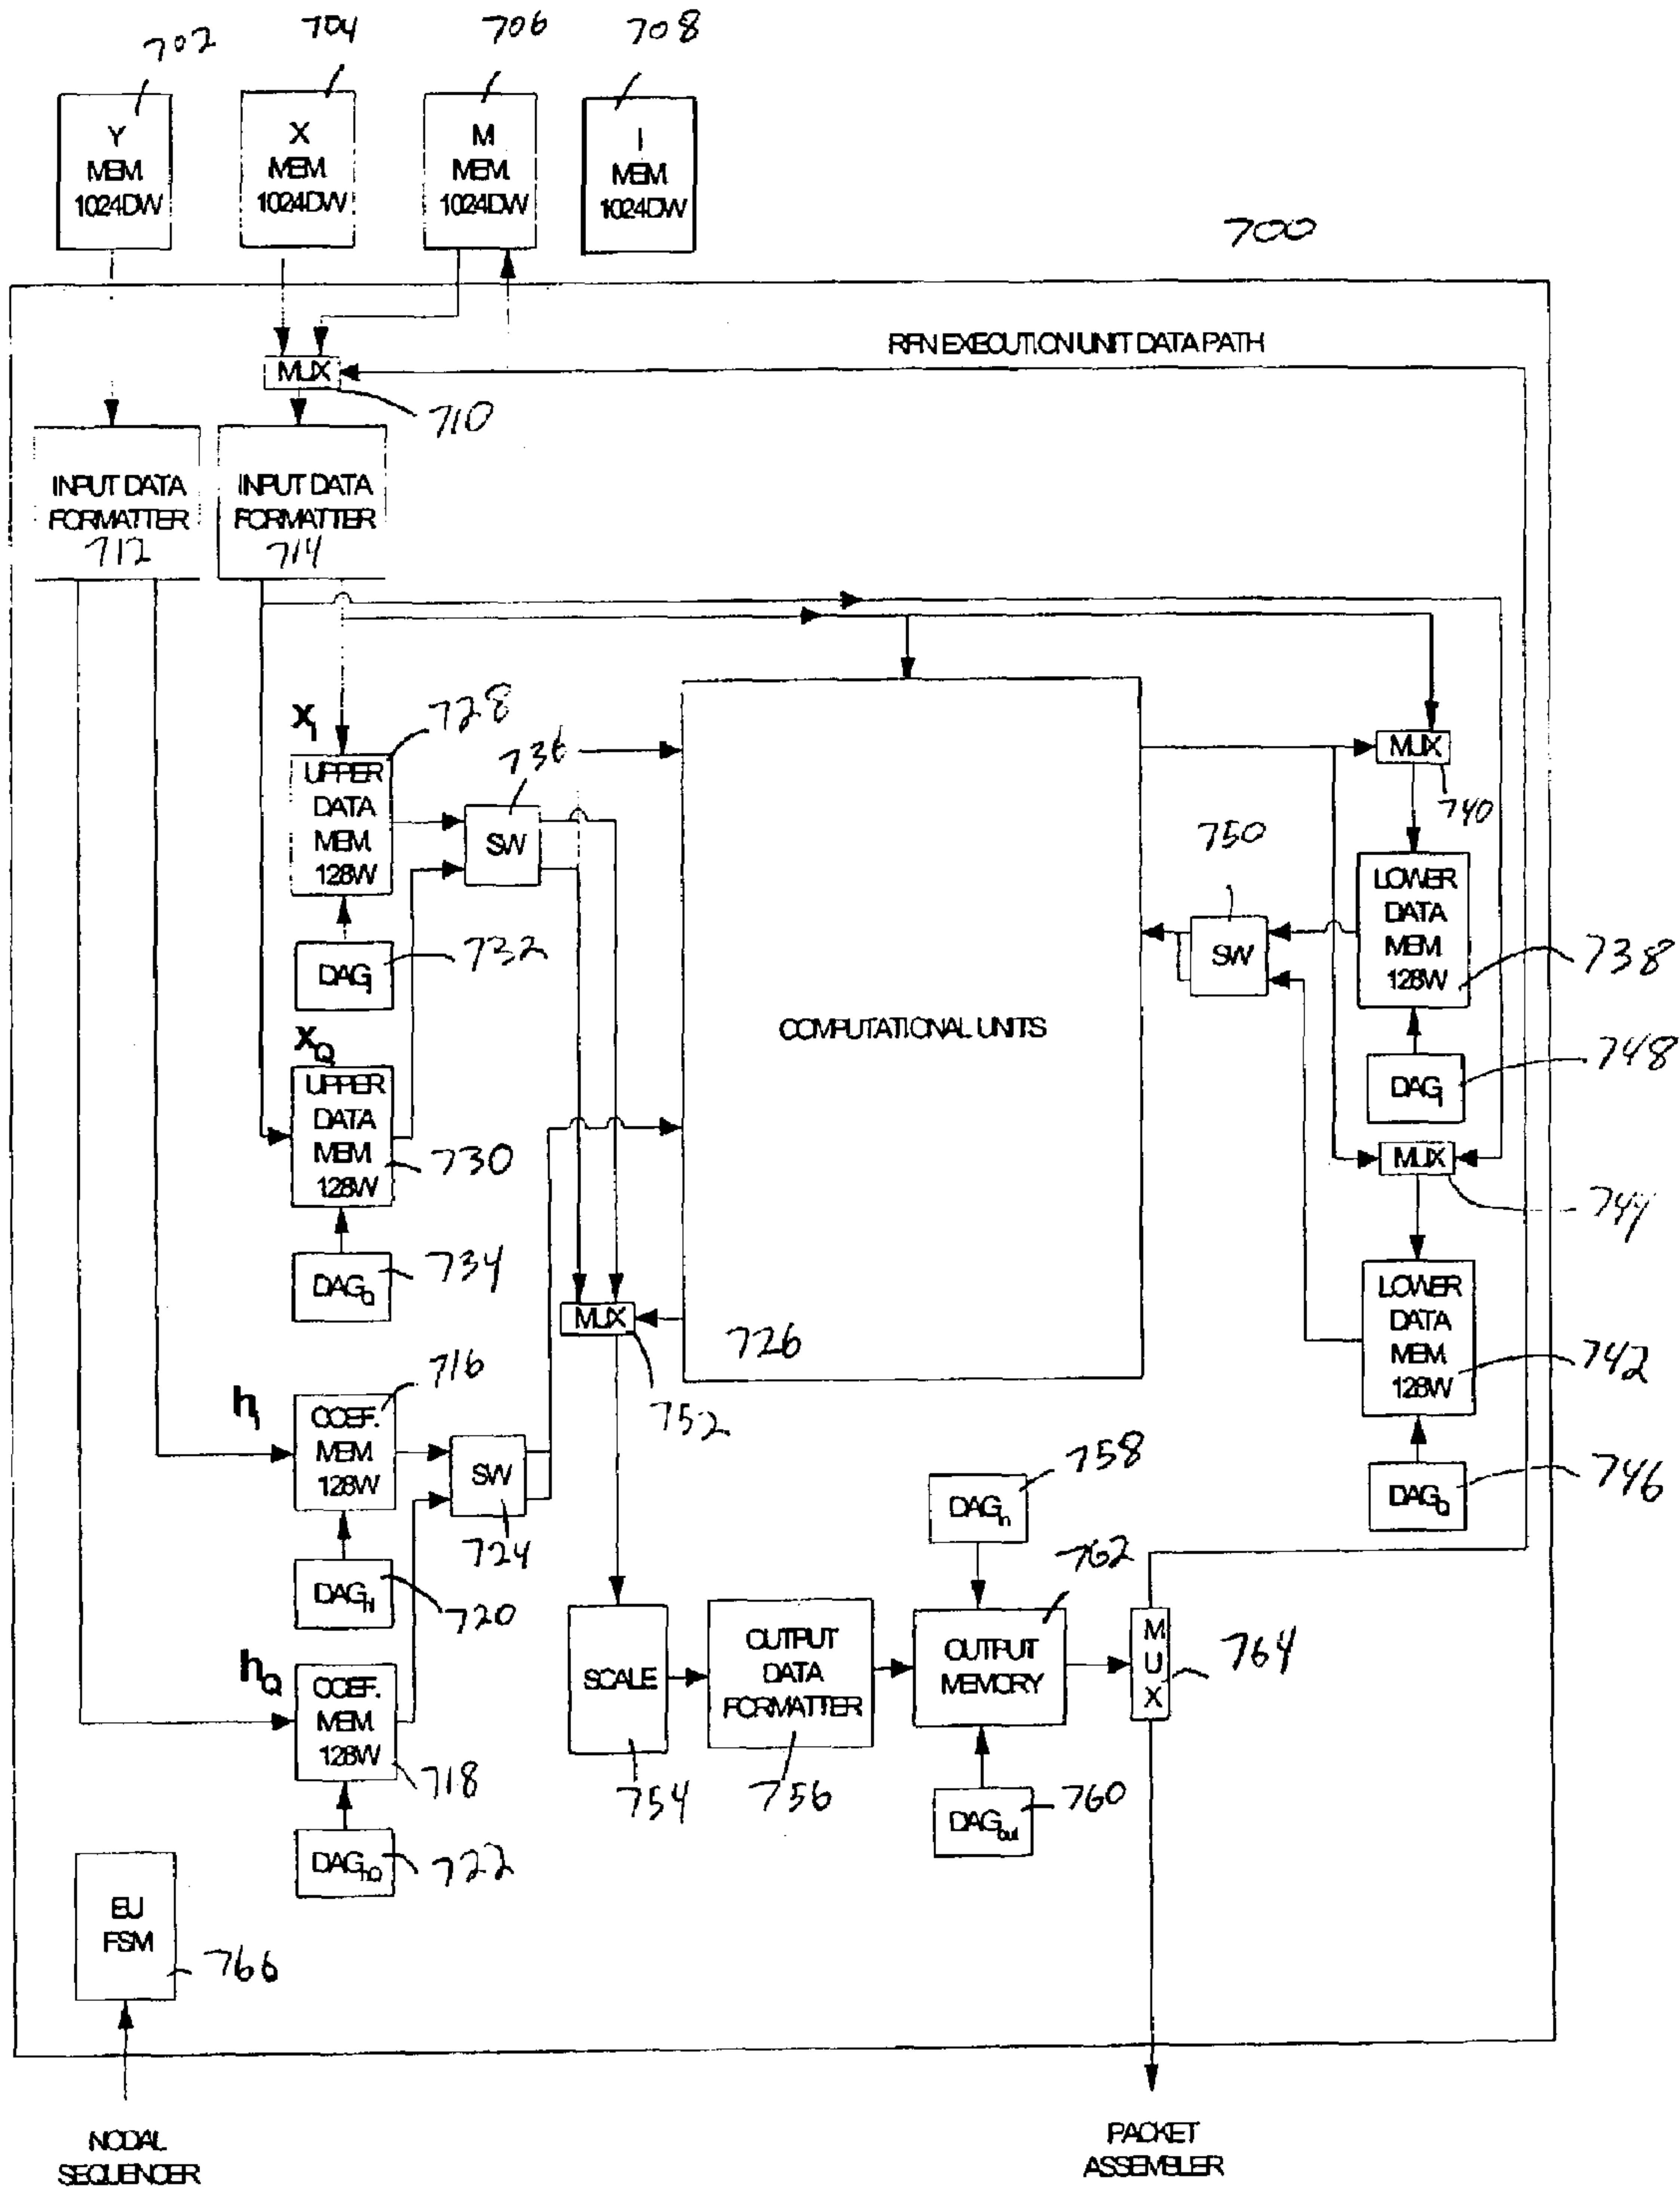 702
704
706
708
Y
MEM.
1024DW
X
MEM.
1024DW
M
MEM.
1024DW
I
MEM.
1024DW
700
RFN EXECUTION UNIT DATA PATH
MUX
710
INPUT DATA
FORMATTER
712
INPUT DATA
FORMATTER
714
XI
728
UPPER
DATA
MEM.
128W
736
SW
DAGI
732
XQ
UPPER
DATA
MEM.
128W
730
DAGQ
734
COMPUTATIONAL UNITS
726
MUX
740
750
SW
LOWER
DATA
MEM.
128W
738
DAGI
748
MUX
744
LOWER
DATA
MEM.
128W
742
DAGQ
746
MUX
752
hI
716
COEF.
MEM.
128W
SW
724
DAGhI
720
hQ
COEF.
MEM.
128W
718
DAGhQ
722
SCALE
754
OUTPUT
DATA
FORMATTER
756
758
DAGin
762
OUTPUT
MEMORY
DAGout
760
MUX
764
EU
FSM
766
NODAL
SEQUENCER
PACKET
ASSEMBLER